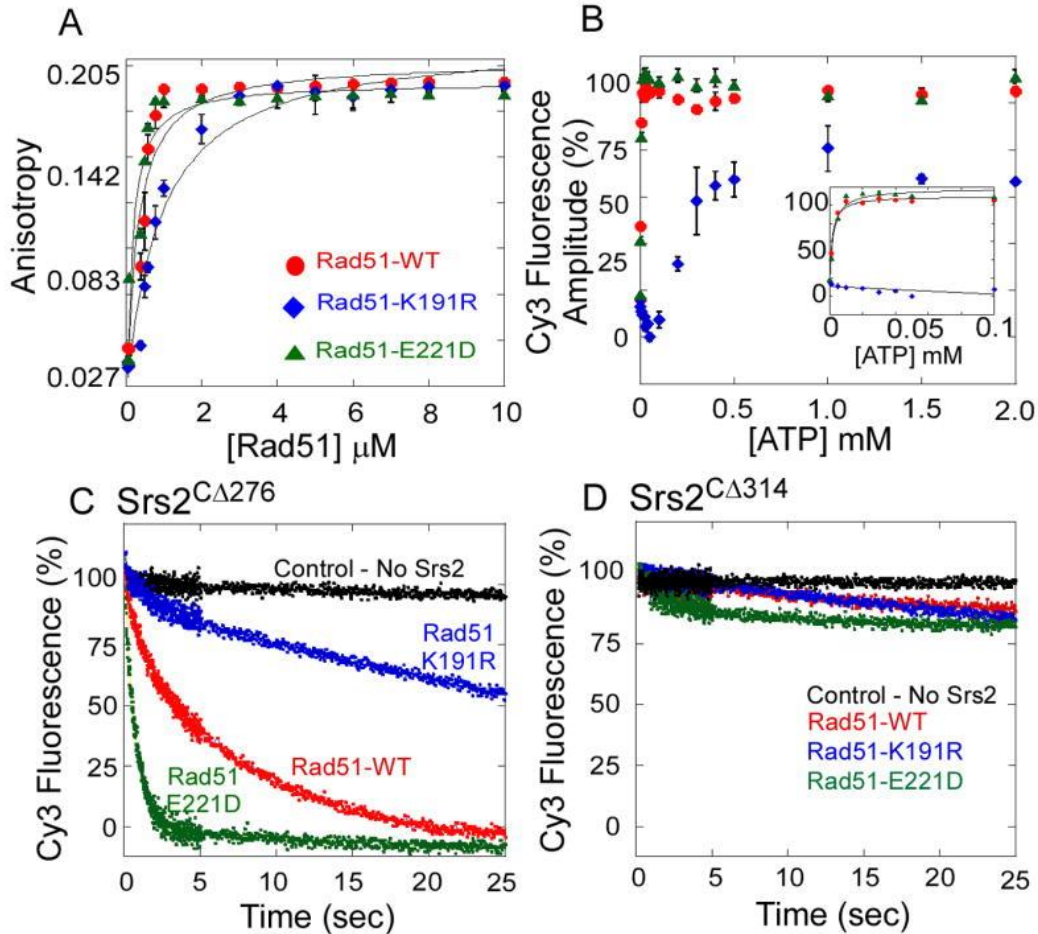 A
Anisotropy
0.205
0.142
0.083
0.027
Rad51-WT
Rad51-K191R
Rad51-E221D
0 2 4 6 8 10
[Rad51] μM
B
Cy3 Fluorescence
Amplitude (%)
100
75
50
25
0
100
50
0
0 0.05 0.1
[ATP] mM
0 0.5 1.0 1.5 2.0
[ATP] mM
C Srs2CΔ276
Cy3 Fluorescence (%)
100
75
50
25
0
Control - No Srs2
Rad51
K191R
Rad51-WT
Rad51
E221D
0 5 10 15 20 25
Time (sec)
D Srs2CΔ314
Cy3 Fluorescence (%)
100
75
50
25
0
Control - No Srs2
Rad51-WT
Rad51-K191R
Rad51-E221D
0 5 10 15 20 25
Time (sec)